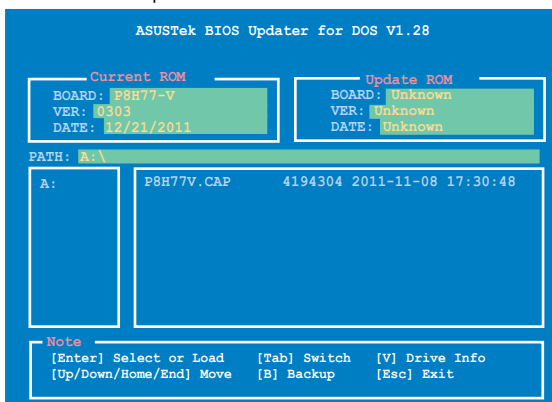 ASUSTek BIOS Updater for DOS V1.28
Current ROM
BOARD: P8H77-V
VER: 0303
DATE: 12/21/2011
Update ROM
BOARD: Unknown
VER: Unknown
DATE: Unknown
PATH: A:\
A:
P8H77V.CAP 4194304 2011-11-08 17:30:48
Note
[Enter] Select or Load [Tab] Switch [V] Drive Info
[Up/Down/Home/End] Move [B] Backup [Esc] Exit